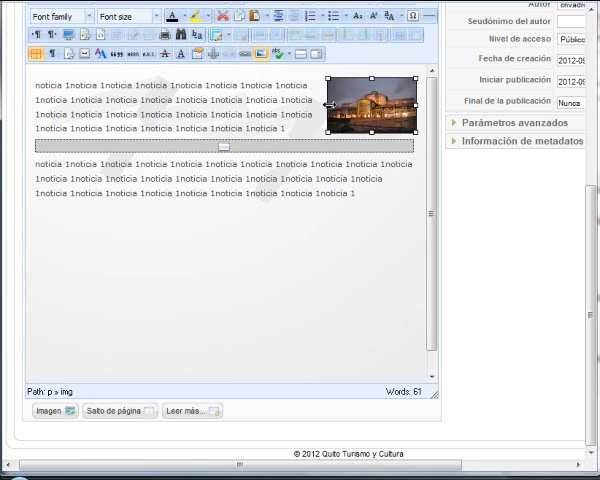 Font family Font size
Autor
Seudónimo del autor
Nivel de acceso Público
Fecha de creación 2012-09
Iniciar publicación 2012-09
Final de la publicación Nunca
Parámetros avanzados
Información de metadatos
noticia 1noticia 1noticia 1noticia 1noticia 1noticia 1noticia
1noticia 1noticia 1noticia 1noticia 1noticia 1noticia 1noticia
1noticia 1noticia 1noticia 1noticia 1noticia 1noticia 1noticia
1noticia 1noticia 1noticia 1noticia 1noticia 1noticia 1
noticia 1noticia 1noticia 1noticia 1noticia 1noticia 1noticia 1noticia 1noticia
1noticia 1noticia 1noticia 1noticia 1noticia 1noticia 1noticia 1noticia
1noticia 1noticia 1noticia 1noticia 1noticia 1noticia 1noticia 1noticia 1
Path: p » img Words: 61
Imagen Salto de página Leer más...
© 2012 Quito Turismo y Cultura